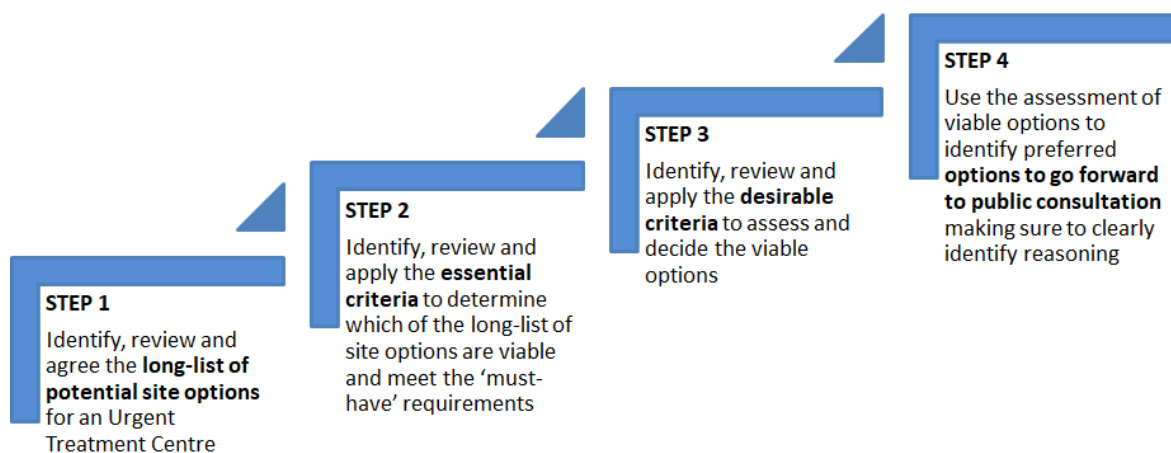 STEP 1
Identify, review and
agree the long-list of
potential site options
for an Urgent
Treatment Centre
STEP 2
Identify, review and
apply the essential
criteria to determine
which of the long-list of
site options are viable
and meet the ‘must-
have’ requirements
STEP 3
Identify, review and
apply the desirable
criteria to assess and
decide the viable
options
STEP 4
Use the assessment of
viable options to
identify preferred
options to go forward
to public consultation
making sure to clearly
identify reasoning